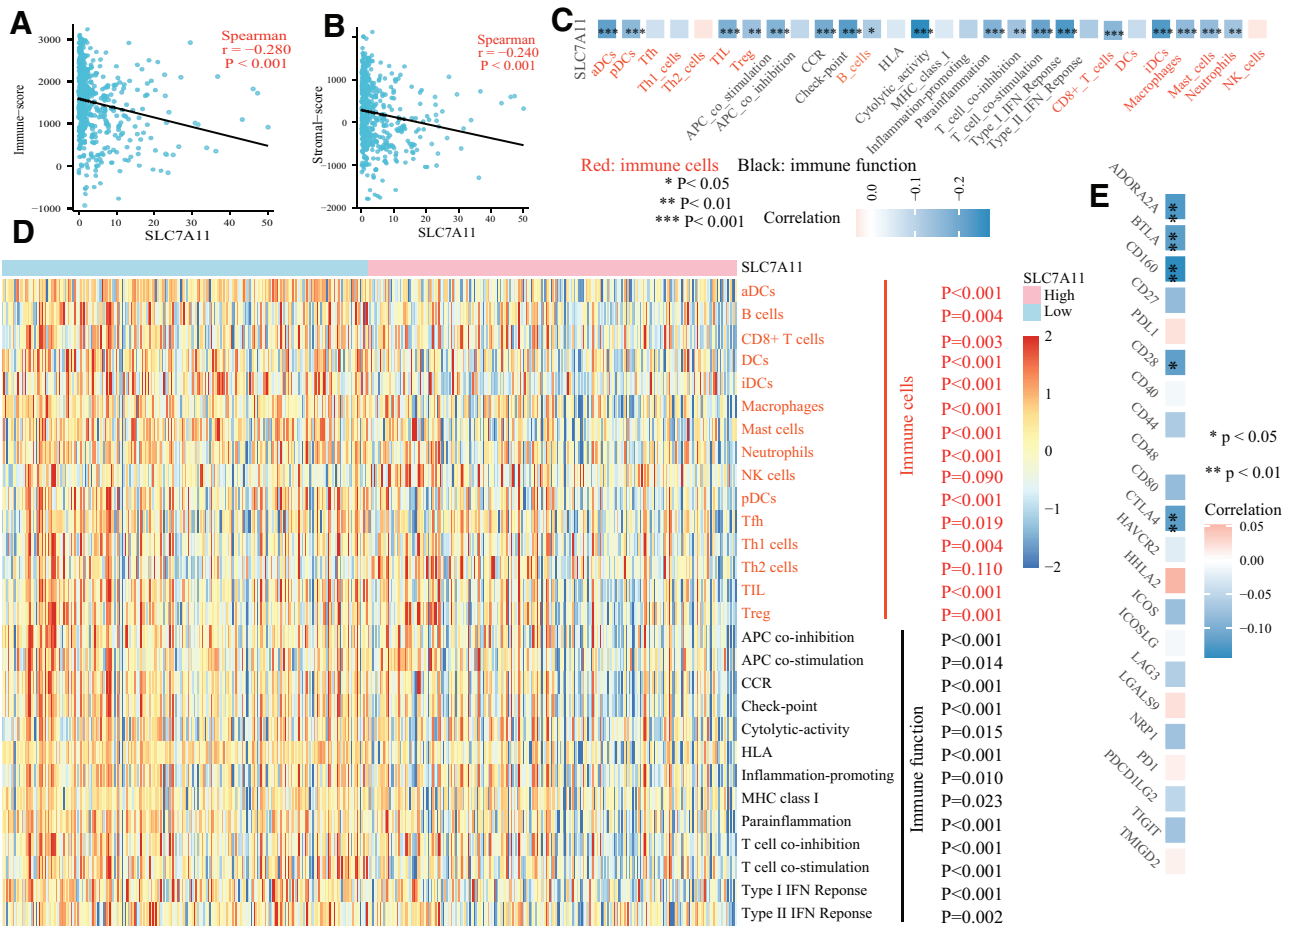 A
Spearman
r = −0.280
P < 0.001
Immune−score
3000
2000
1000
0
−1000
0
10
20
30
40
50
SLC7A11
B
Spearman
r = −0.240
P < 0.001
Stromal−score
1000
0
−1000
−2000
0
10
20
30
40
50
SLC7A11
C
SLC7A11
*** *** *** ** *** *** *** * *** *** ** *** *** *** *** *** *** **
aDCs
pDCs
Tfh
Th1_cells
Th2_cells
TIL
Treg
APC_co_stimulation
APC_co_inhibition
CCR
Check-point
B_cells
HLA
Cytolytic_activity
MHC_class_I
Inflammation-promoting
Parainflammation
T_cell_co-inhibition
T_cell_co-stimulation
Type_I_IFN_Reponse
Type_II_IFN_Reponse
CD8+_T_cells
DCs
iDCs
Macrophages
Mast_cells
Neutrophils
NK_cells
Red: immune cells
Black: immune function
* P< 0.05
** P< 0.01
*** P< 0.001
Correlation
0.0
−0.1
−0.2
D
SLC7A11
aDCs P<0.001
B cells P=0.004
CD8+ T cells P=0.003
DCs P<0.001
iDCs P<0.001
Macrophages P<0.001
Mast cells P<0.001
Neutrophils P<0.001
NK cells P=0.090
pDCs P<0.001
Tfh P=0.019
Th1 cells P=0.004
Th2 cells P=0.110
TIL P<0.001
Treg P=0.001
Immune cells
APC co-inhibition P<0.001
APC co-stimulation P=0.014
CCR P<0.001
Check-point P<0.001
Cytolytic-activity P=0.015
HLA P<0.001
Inflammation-promoting P=0.010
MHC class I P=0.023
Parainflammation P<0.001
T cell co-inhibition P<0.001
T cell co-stimulation P<0.001
Type I IFN Reponse P<0.001
Type II IFN Reponse P=0.002
Immune function
SLC7A11
High
Low
2
1
0
−1
−2
E
ADORA2A **
BTLA **
CD160 **
CD27
PDL1
CD28 *
CD40
CD44
CD48
CD80
CTLA4 **
HAVCR2
HHLA2
ICOS
ICOSLG
LAG3
LGALS9
NRP1
PD1
PDCD1LG2
TIGIT
TMIGD2
* p < 0.05
** p < 0.01
Correlation
0.05
0.00
−0.05
−0.10